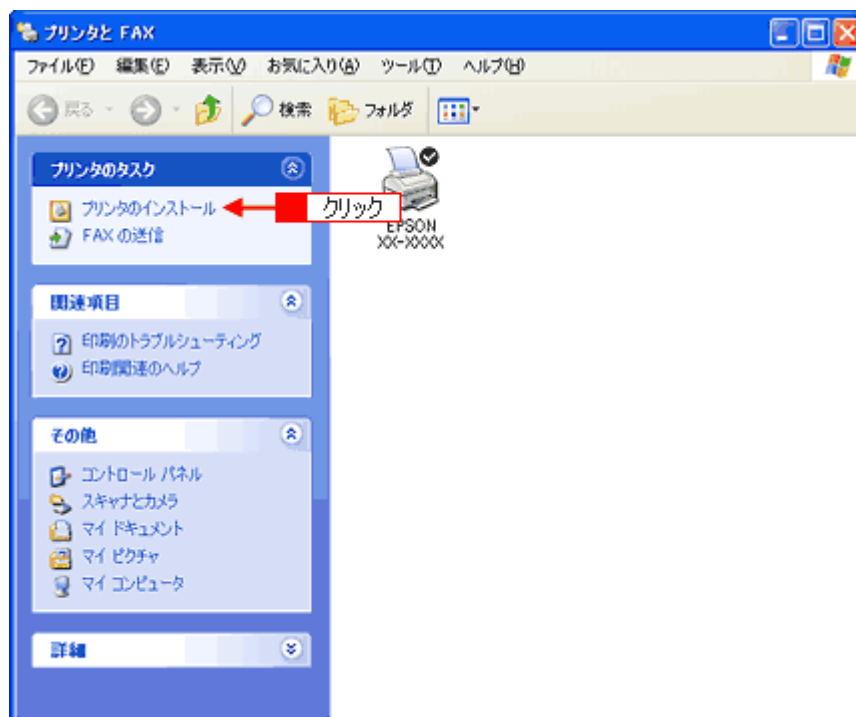 プリンタと FAX
ファイル(F) 編集(E) 表示(V) お気に入り(A) ツール(T) ヘルプ(H)
戻る 検索 フォルダ
プリンタのタスク
プリンタのインストール
クリック
FAX の送信
関連項目
印刷のトラブルシューティング
印刷関連のヘルプ
その他
コントロール パネル
スキャナとカメラ
マイ ドキュメント
マイ ピクチャ
マイ コンピュータ
詳細
EPSON
XX-XXXX